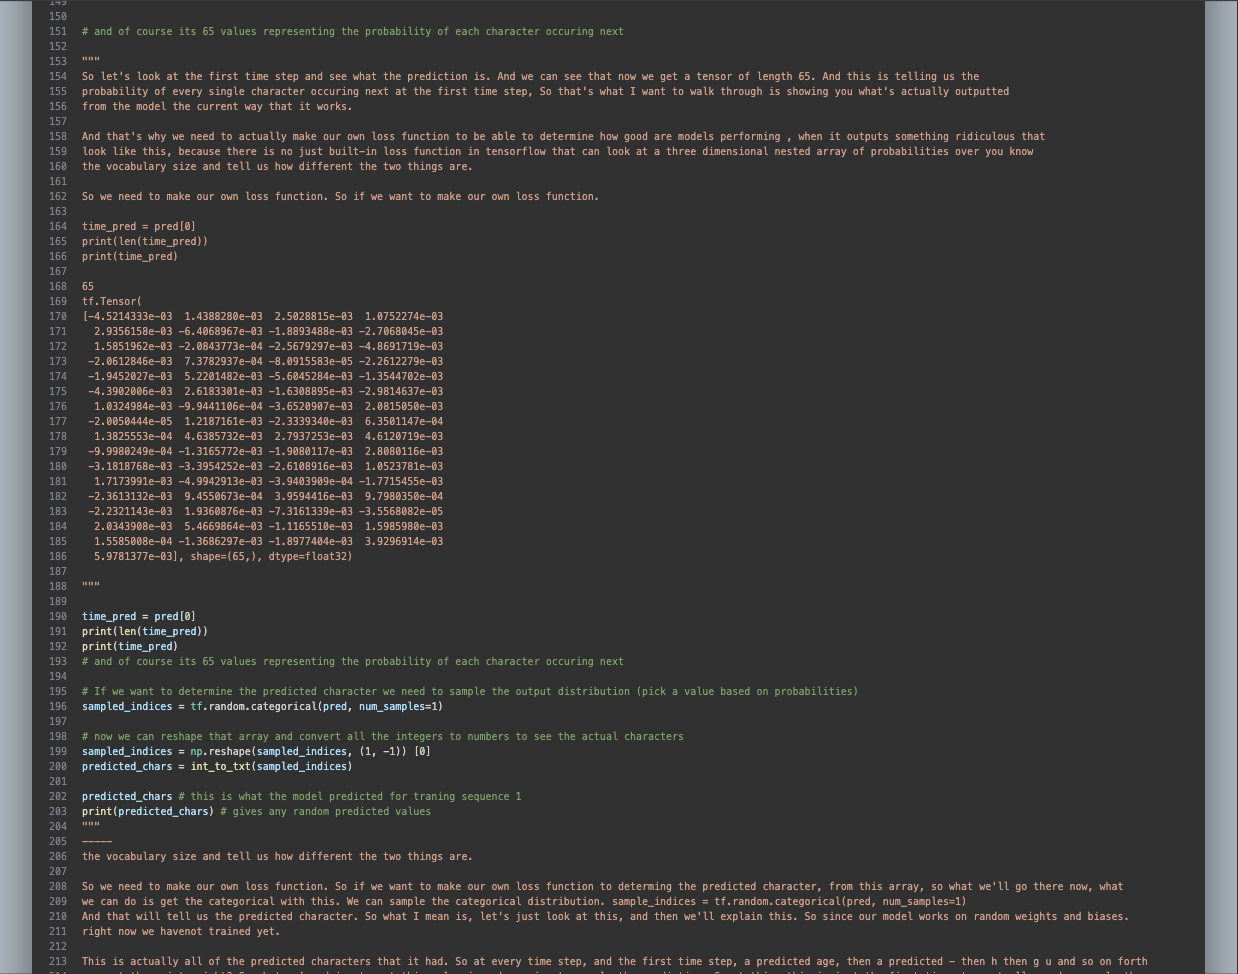 149
150
151 # and of course its 65 values representing the probability of each character occuring next
152
153 """
154 So let's look at the first time step and see what the prediction is. And we can see that now we get a tensor of length 65. And this is telling us the
155 probability of every single character occuring next at the first time step, So that's what I want to walk through is showing you what's actually outputted
156 from the model the current way that it works.
157
158 And that's why we need to actually make our own loss function to be able to determine how good are models performing , when it outputs something ridiculous that
159 look like this, because there is no just built-in loss function in tensorflow that can look at a three dimensional nested array of probabilities over you know
160 the vocabulary size and tell us how different the two things are.
161
162 So we need to make our own loss function. So if we want to make our own loss function.
163
164 time_pred = pred[0]
165 print(len(time_pred))
166 print(time_pred)
167
168 65
169 tf.Tensor(
170 [-4.5214333e-03 1.4388280e-03 2.5028815e-03 1.0752274e-03
171 2.9356158e-03 -6.4068967e-03 -1.8893488e-03 -2.7068045e-03
172 1.5851962e-03 -2.0843773e-04 -2.5679297e-03 -4.8691719e-03
173 -2.0612846e-03 7.3782937e-04 -8.0915583e-05 -2.2612279e-03
174 -1.9452027e-03 5.2201482e-03 -5.6045284e-03 -1.3544702e-03
175 -4.3902006e-03 2.6183301e-03 -1.6308895e-03 -2.9814637e-03
176 1.0324984e-03 -9.9441106e-04 -3.6520907e-03 2.0815050e-03
177 -2.0050444e-05 1.2187161e-03 -2.3339340e-03 6.3501147e-04
178 1.3825553e-04 4.6385732e-03 2.7937253e-03 4.6120719e-03
179 -9.9980249e-04 -1.3165772e-03 -1.9080117e-03 2.8080116e-03
180 -3.1818768e-03 -3.3954252e-03 -2.6108916e-03 1.0523781e-03
181 1.7173991e-03 -4.9942913e-03 -3.9403909e-04 -1.7715455e-03
182 -2.3613132e-03 9.4550673e-04 3.9594416e-03 9.7980350e-04
183 -2.2321143e-03 1.9360876e-03 -7.3161339e-03 -3.5568082e-05
184 2.0343908e-03 5.4669864e-03 -1.1165510e-03 1.5985980e-03
185 1.5585008e-04 -1.3686297e-03 -1.8977404e-03 3.9296914e-03
186 5.9781377e-03], shape=(65,), dtype=float32)
187
188 """
189
190 time_pred = pred[0]
191 print(len(time_pred))
192 print(time_pred)
193 # and of course its 65 values representing the probability of each character occuring next
194
195 # If we want to determine the predicted character we need to sample the output distribution (pick a value based on probabilities)
196 sampled_indices = tf.random.categorical(pred, num_samples=1)
197
198 # now we can reshape that array and convert all the integers to numbers to see the actual characters
199 sampled_indices = np.reshape(sampled_indices, (1, -1)) [0]
200 predicted_chars = int_to_txt(sampled_indices)
201
202 predicted_chars # this is what the model predicted for traning sequence 1
203 print(predicted_chars) # gives any random predicted values
204 """
205 -----
206 the vocabulary size and tell us how different the two things are.
207
208 So we need to make our own loss function. So if we want to make our own loss function to determing the predicted character, from this array, so what we'll go there now, what
209 we can do is get the categorical with this. We can sample the categorical distribution. sample_indices = tf.random.categorical(pred, num_samples=1)
210 And that will tell us the predicted character. So what I mean is, let's just look at this, and then we'll explain this. So since our model works on random weights and biases.
211 right now we havenot trained yet.
212
213 This is actually all of the predicted characters that it had. So at every time step, and the first time step, a predicted age, then a predicted - then h then g u and so on forth